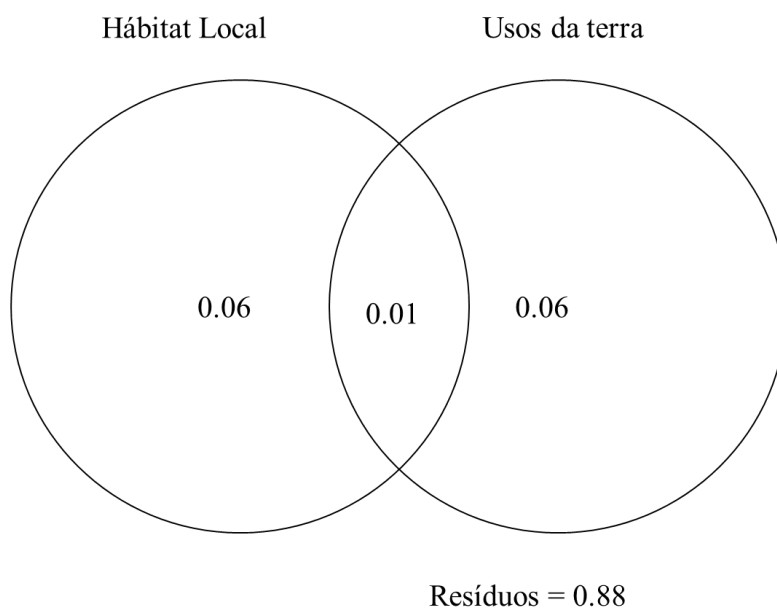 Hábitat Local
Usos da terra
0.06
0.01
0.06
Resíduos = 0.88